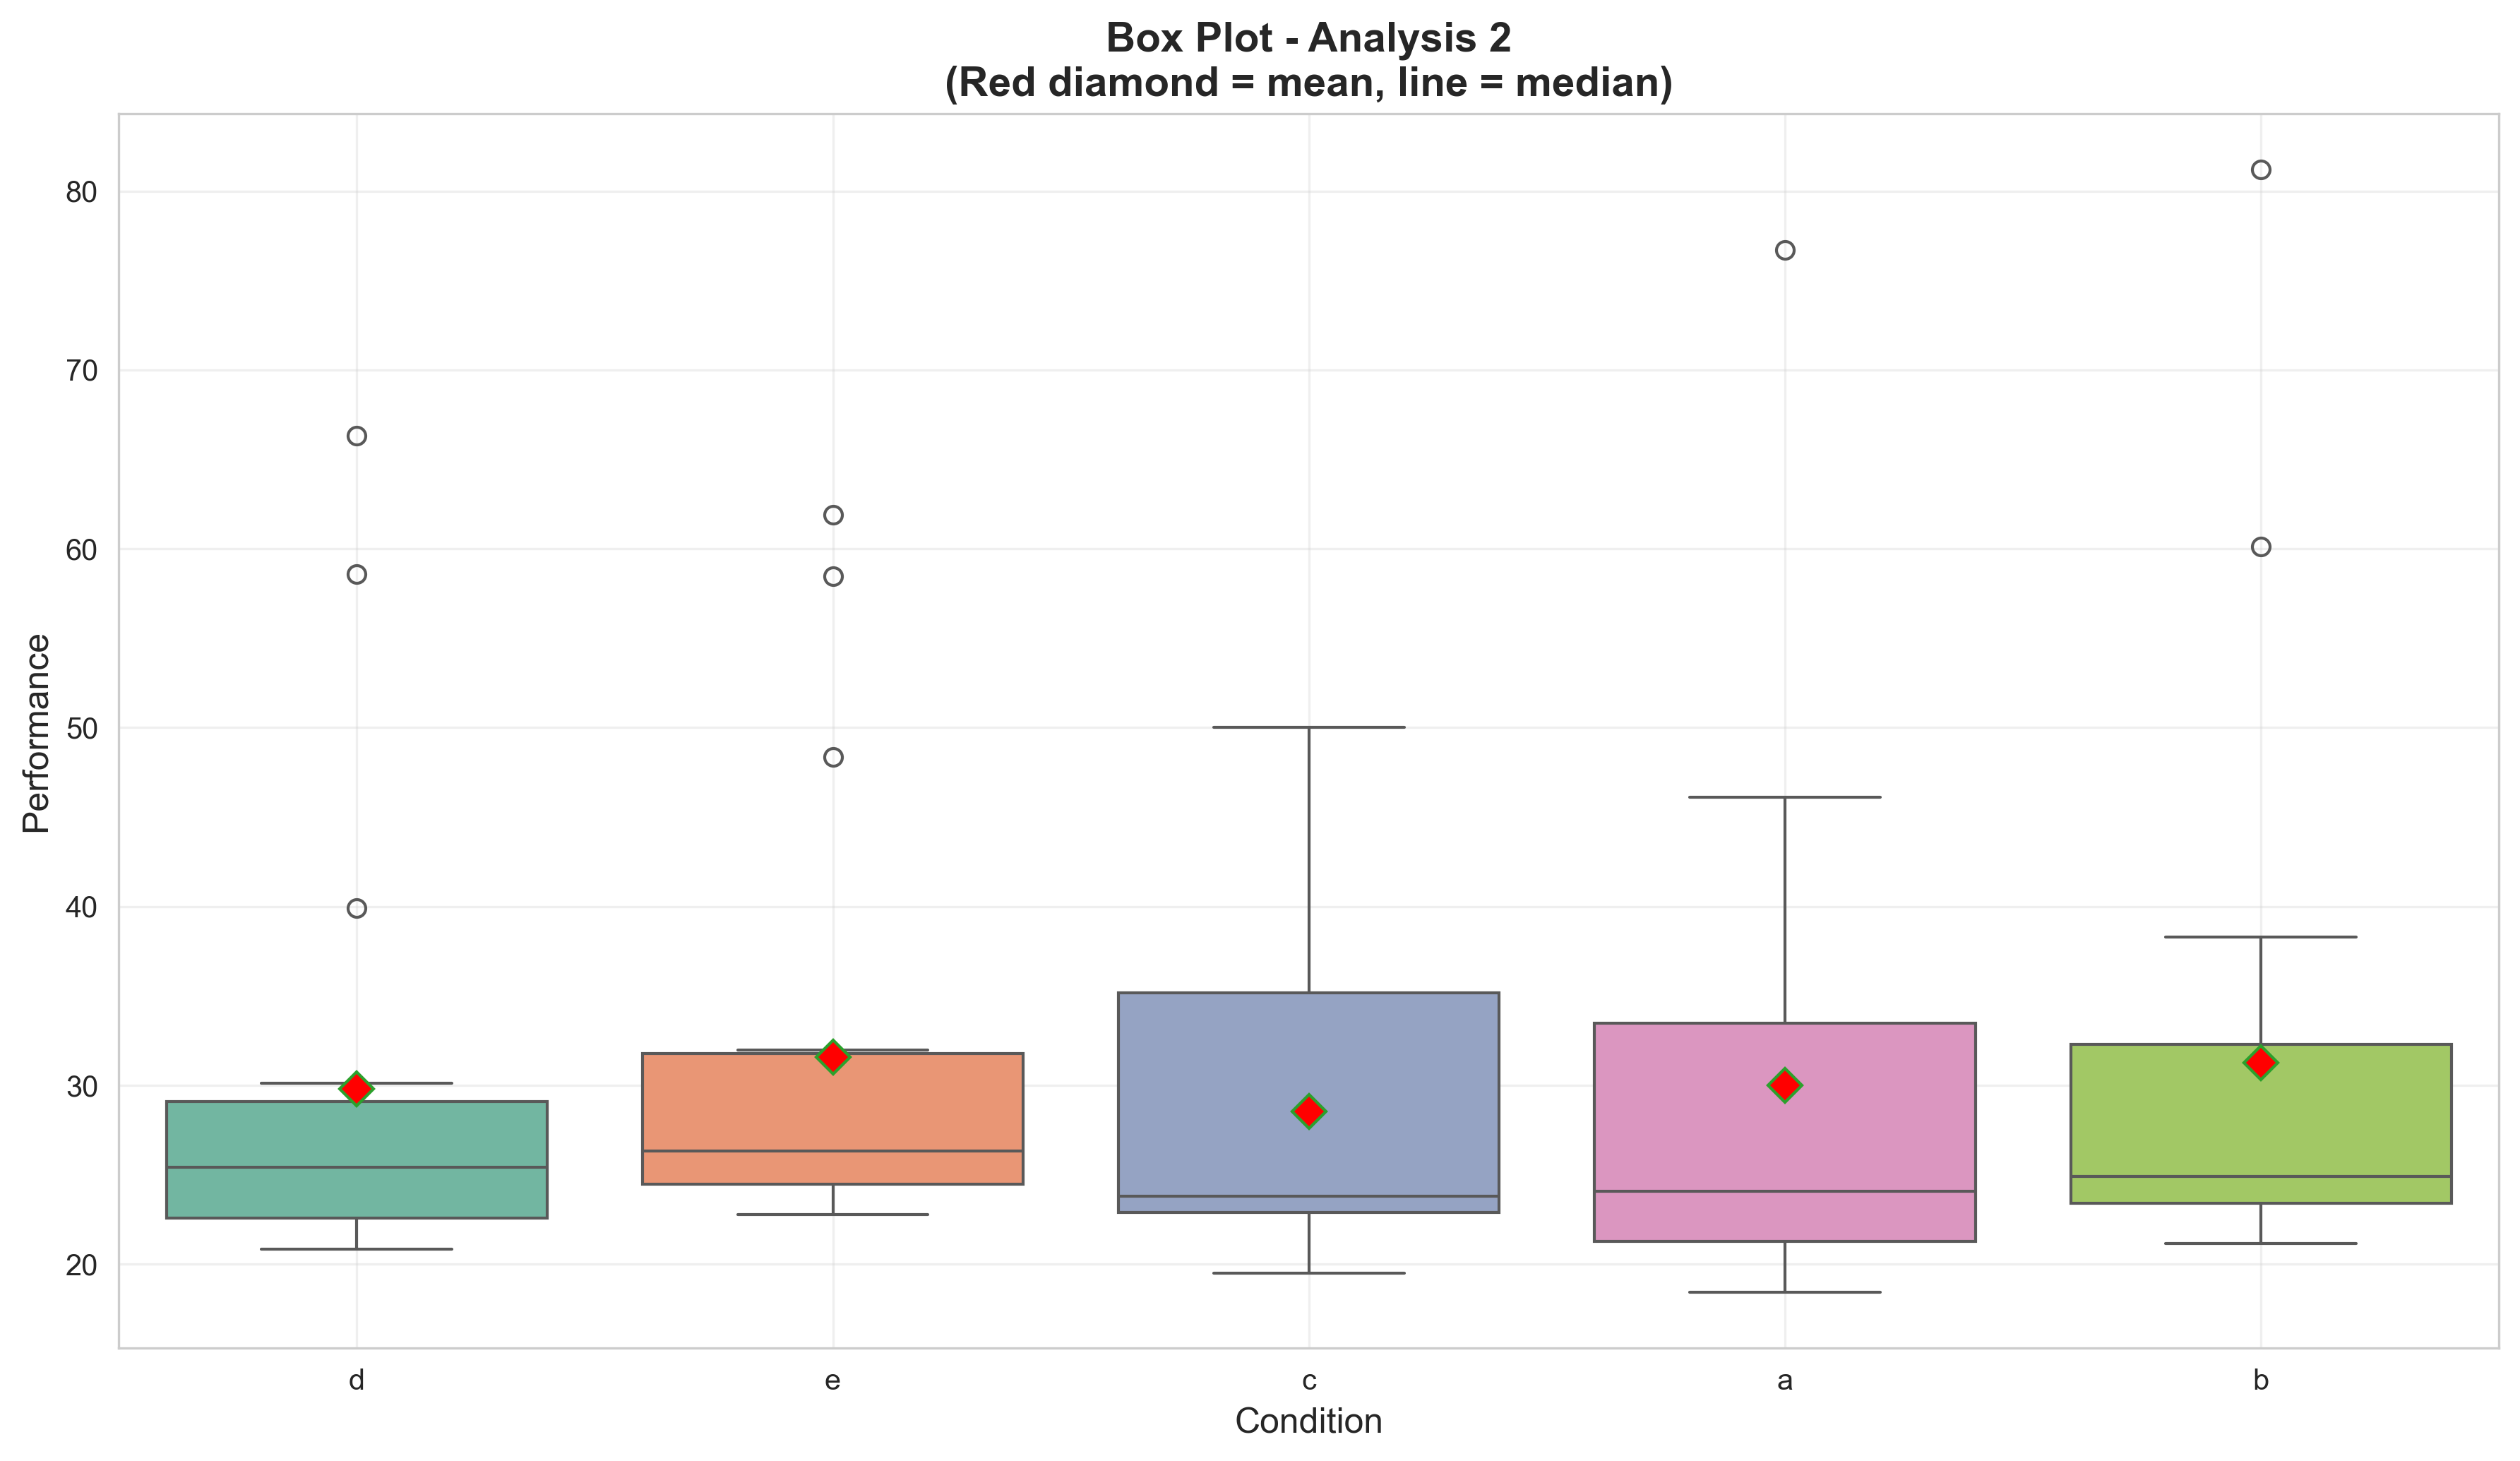 Box Plot - Analysis 2
(Red diamond = mean, line = median)
80
70
60
50
40
30
20
Performance
d
e
c
a
b
Condition